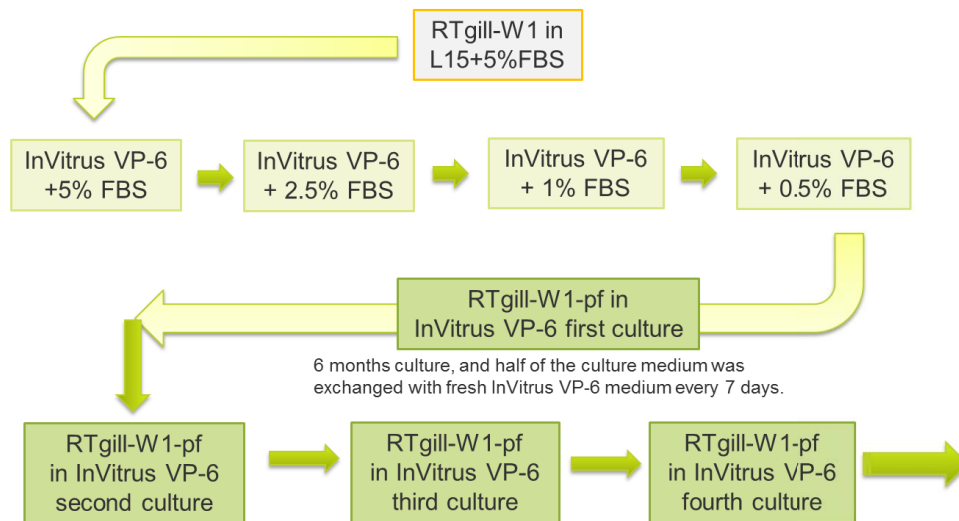 RTgill-W1 in
L15+5%FBS
InVitrus VP-6
+5% FBS
InVitrus VP-6
+ 2.5% FBS
InVitrus VP-6
+ 1% FBS
InVitrus VP-6
+ 0.5% FBS
RTgill-W1-pf in
InVitrus VP-6 first culture
6 months culture, and half of the culture medium was
exchanged with fresh InVitrus VP-6 medium every 7 days.
RTgill-W1-pf
in InVitrus VP-6
second culture
RTgill-W1-pf
in InVitrus VP-6
third culture
RTgill-W1-pf
in InVitrus VP-6
fourth culture